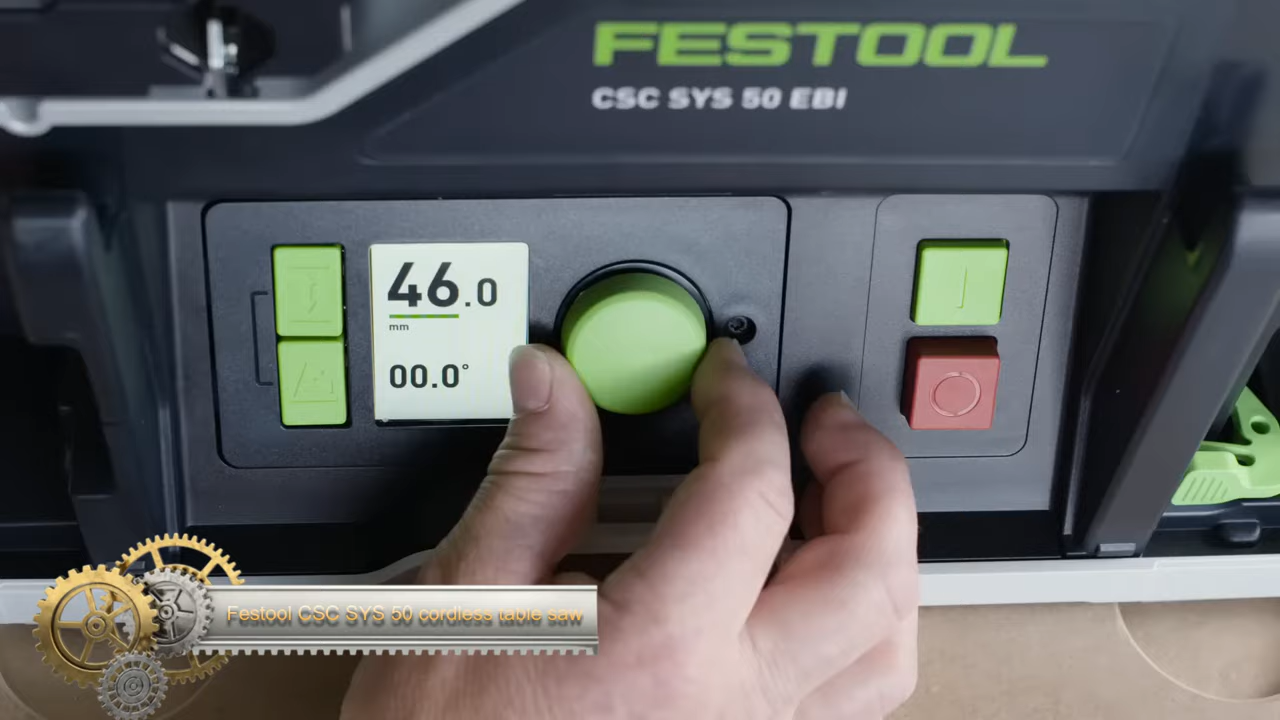 FESTOOL
CSC SYS 50 EBI
46.0
mm
00.0°
Festool CSC SYS 50 cordless table saw